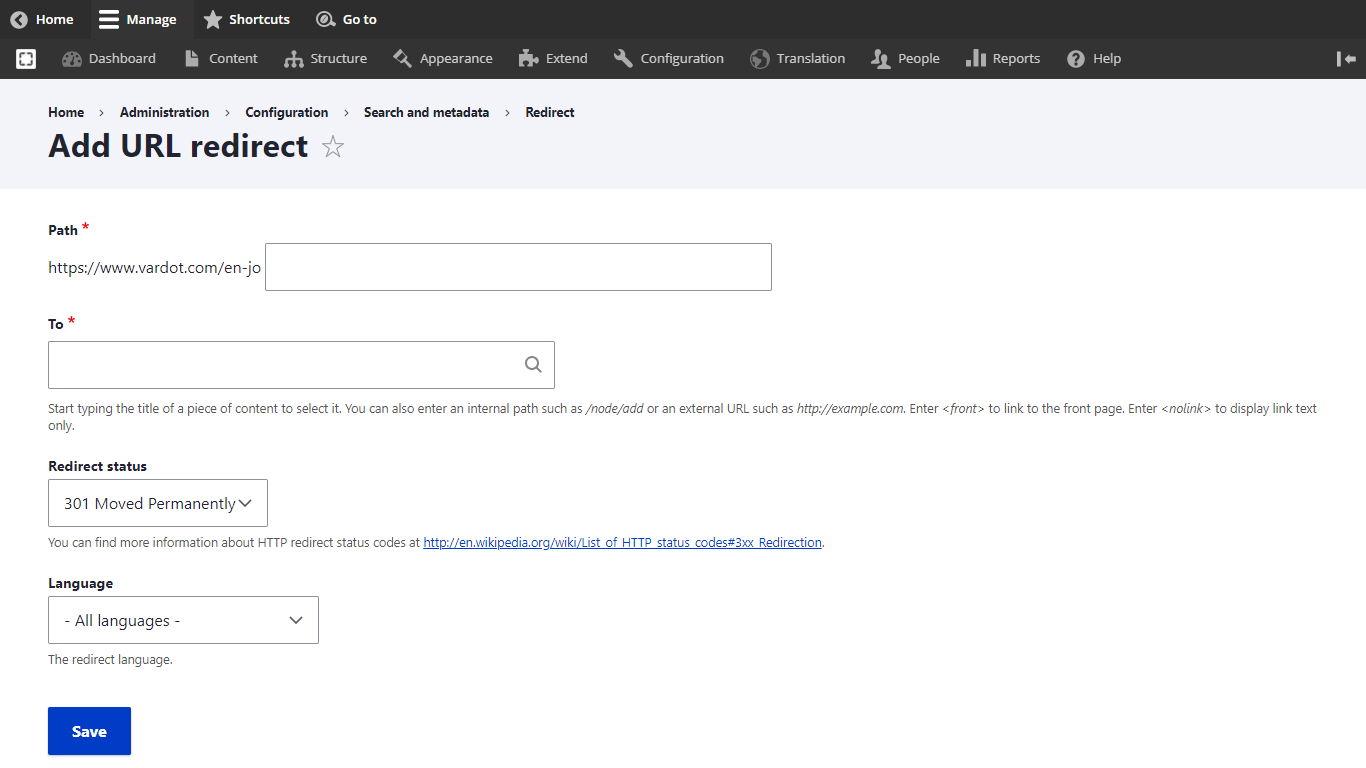 Home Manage Shortcuts Go to
Dashboard Content Structure Appearance Extend Configuration Translation People Reports Help
Home › Administration › Configuration › Search and metadata › Redirect
Add URL redirect
Path *
https://www.vardot.com/en-jo
To *
Start typing the title of a piece of content to select it. You can also enter an internal path such as /node/add or an external URL such as http://example.com. Enter <front> to link to the front page. Enter <nolink> to display link text
only.
Redirect status
301 Moved Permanently
You can find more information about HTTP redirect status codes at http://en.wikipedia.org/wiki/List_of_HTTP_status_codes#3xx_Redirection.
Language
- All languages -
The redirect language.
Save